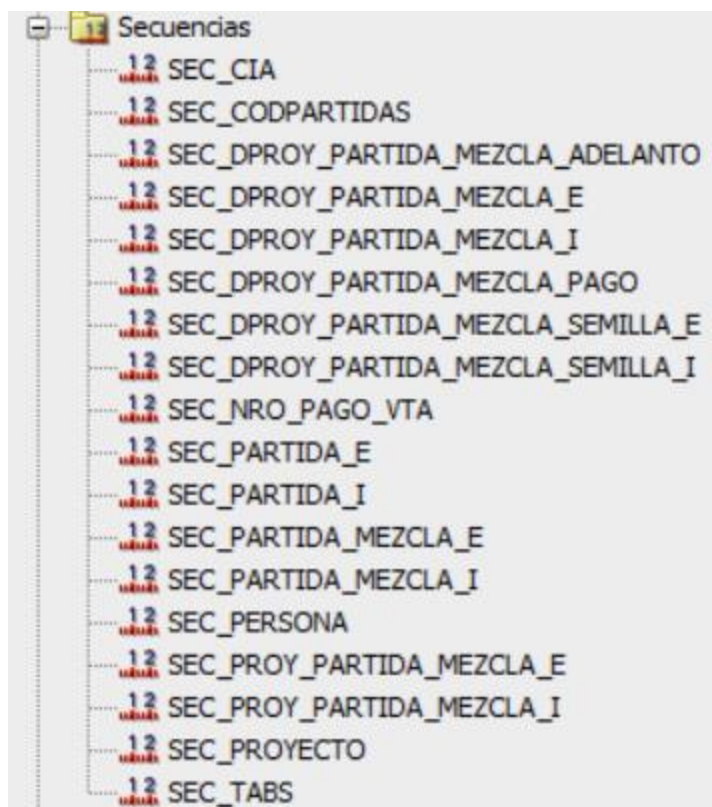 Secuencias
SEC_CIA
SEC_CODPARTIDAS
SEC_DPROY_PARTIDA_MEZCLA_ADELANTO
SEC_DPROY_PARTIDA_MEZCLA_E
SEC_DPROY_PARTIDA_MEZCLA_I
SEC_DPROY_PARTIDA_MEZCLA_PAGO
SEC_DPROY_PARTIDA_MEZCLA_SEMILLA_E
SEC_DPROY_PARTIDA_MEZCLA_SEMILLA_I
SEC_NRO_PAGO_VTA
SEC_PARTIDA_E
SEC_PARTIDA_I
SEC_PARTIDA_MEZCLA_E
SEC_PARTIDA_MEZCLA_I
SEC_PERSONA
SEC_PROY_PARTIDA_MEZCLA_E
SEC_PROY_PARTIDA_MEZCLA_I
SEC_PROYECTO
SEC_TABS